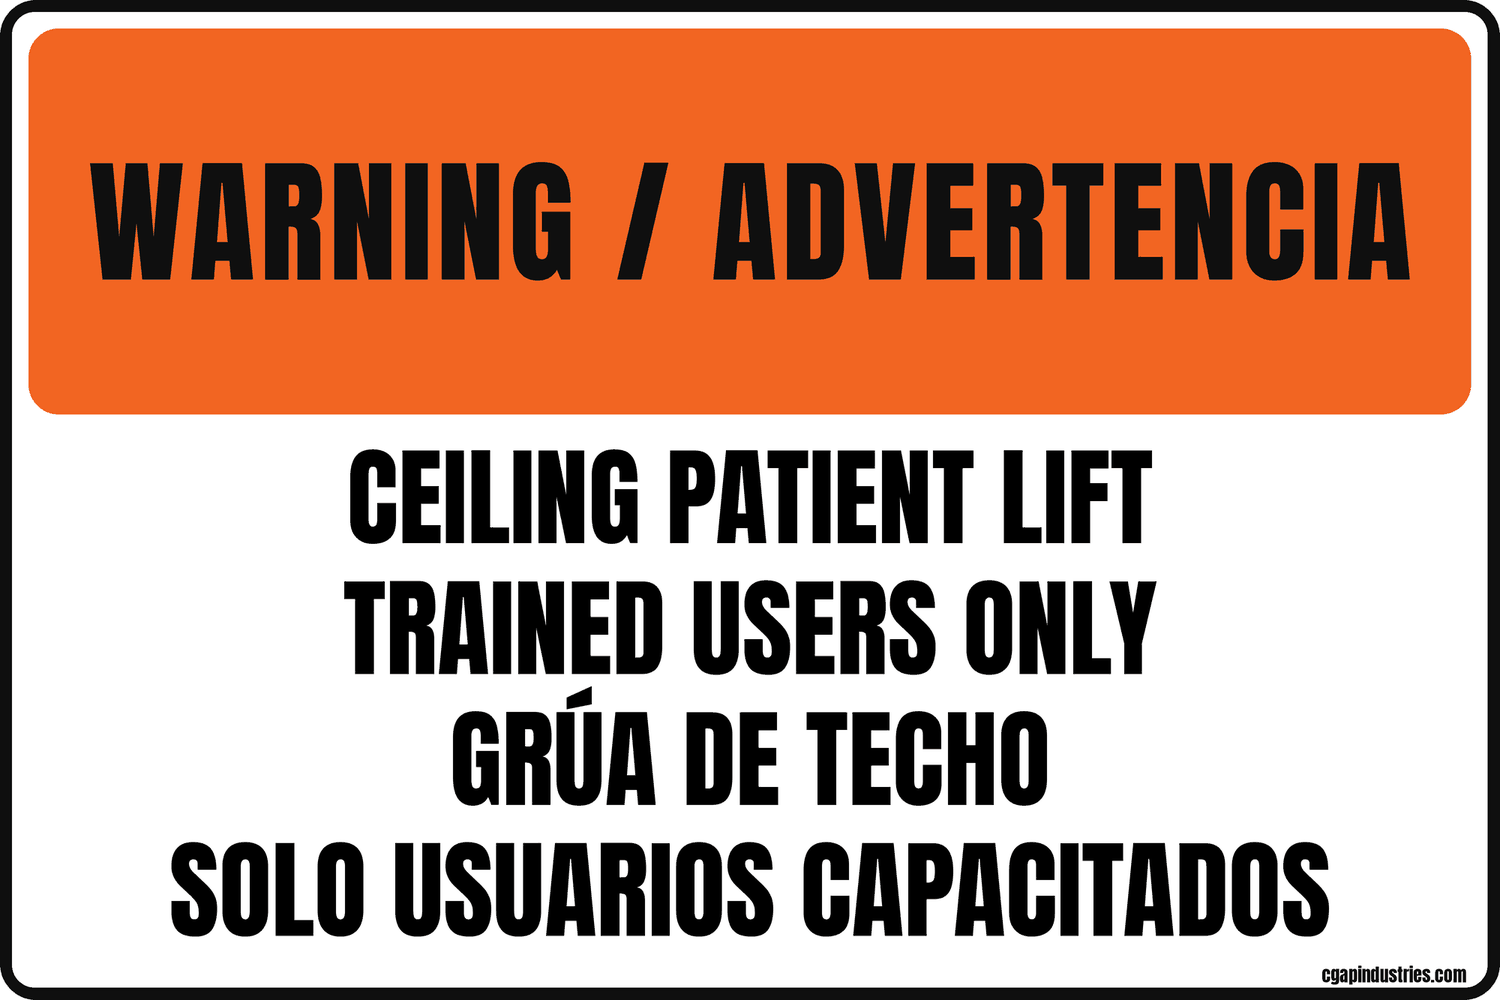 WARNING / ADVERTENCIA
CEILING PATIENT LIFT
TRAINED USERS ONLY
GRÚA DE TECHO
SOLO USUARIOS CAPACITADOS
cgapindustries.com